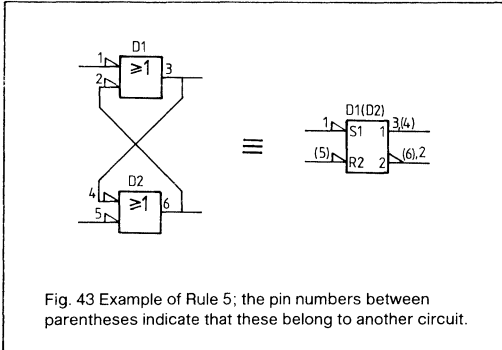 D1
1
≥1
3
2
D1(D2)
1
S1
1
3,(4)
≡
(5)
R2
2
(6),2
4
D2
≥1
6
5
Fig. 43 Example of Rule 5; the pin numbers between
parentheses indicate that these belong to another circuit.